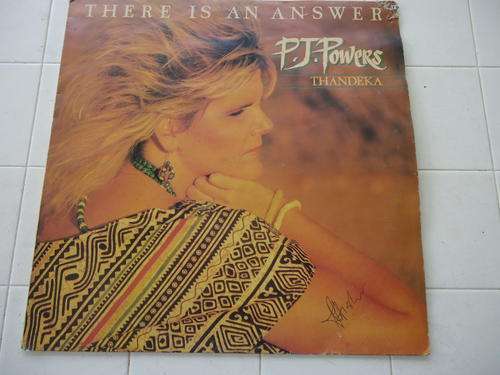 THERE IS AN ANSWER
P.J. Powers
THANDEKA